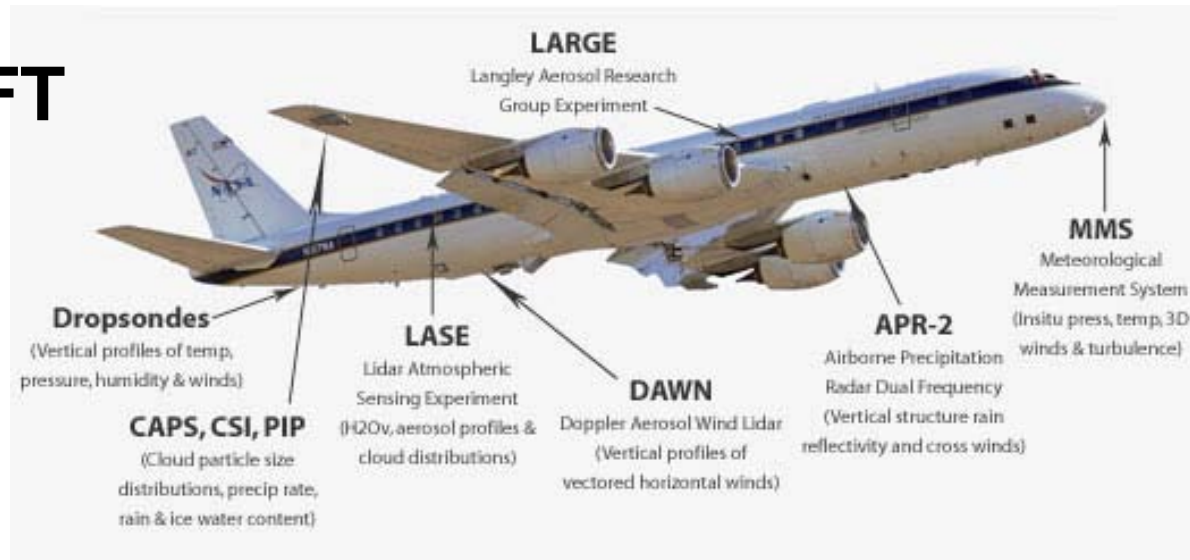 FT
LARGE
Langley Aerosol Research
Group Experiment
NASA
MMS
Meteorological
Measurement System
(Insitu press, temp, 3D
winds & turbulence)
Dropsondes
(Vertical profiles of temp,
pressure, humidity & winds)
CAPS, CSI, PIP
(Cloud particle size
distributions, precip rate,
rain & ice water content)
LASE
Lidar Atmospheric
Sensing Experiment
(H2Ov, aerosol profiles &
cloud distributions)
DAWN
Doppler Aerosol Wind Lidar
(Vertical profiles of
vectored horizontal winds)
APR-2
Airborne Precipitation
Radar Dual Frequency
(Vertical structure rain
reflectivity and cross winds)